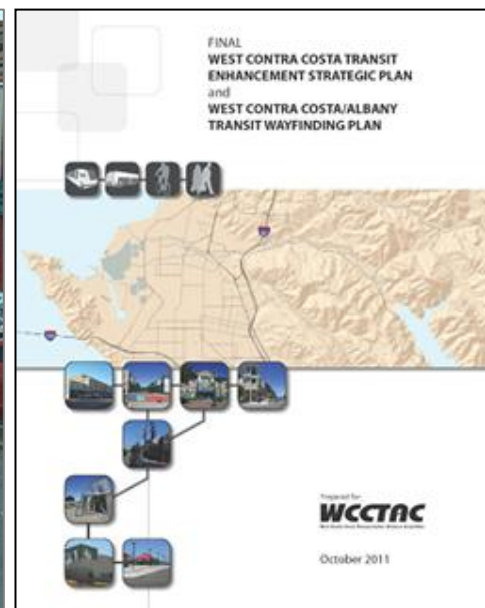 FINAL
WEST CONTRA COSTA TRANSIT
ENHANCEMENT STRATEGIC PLAN
and
WEST CONTRA COSTA/ALBANY
TRANSIT WAYFINDING PLAN
Prepared for
WCCTAC
October 2011